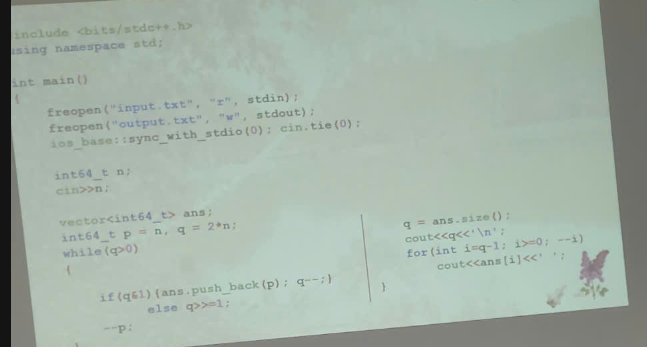 include <bits/stdc++.h>
using namespace std;
int main()
{
freopen("input.txt", "r", stdin);
freopen("output.txt", "w", stdout);
ios_base::sync_with_stdio(0); cin.tie(0);
int64_t n;
cin>>n;
vector<int64_t> ans;
int64_t p = n, q = 2*n;
while(q>0)
{
if(q&1){ans.push_back(p); q--;}
else q>>=1;
--p;
}
q = ans.size();
cout<<q<<'\n';
for(int i=q-1; i>=0; --i)
cout<<ans[i]<<' ';
}